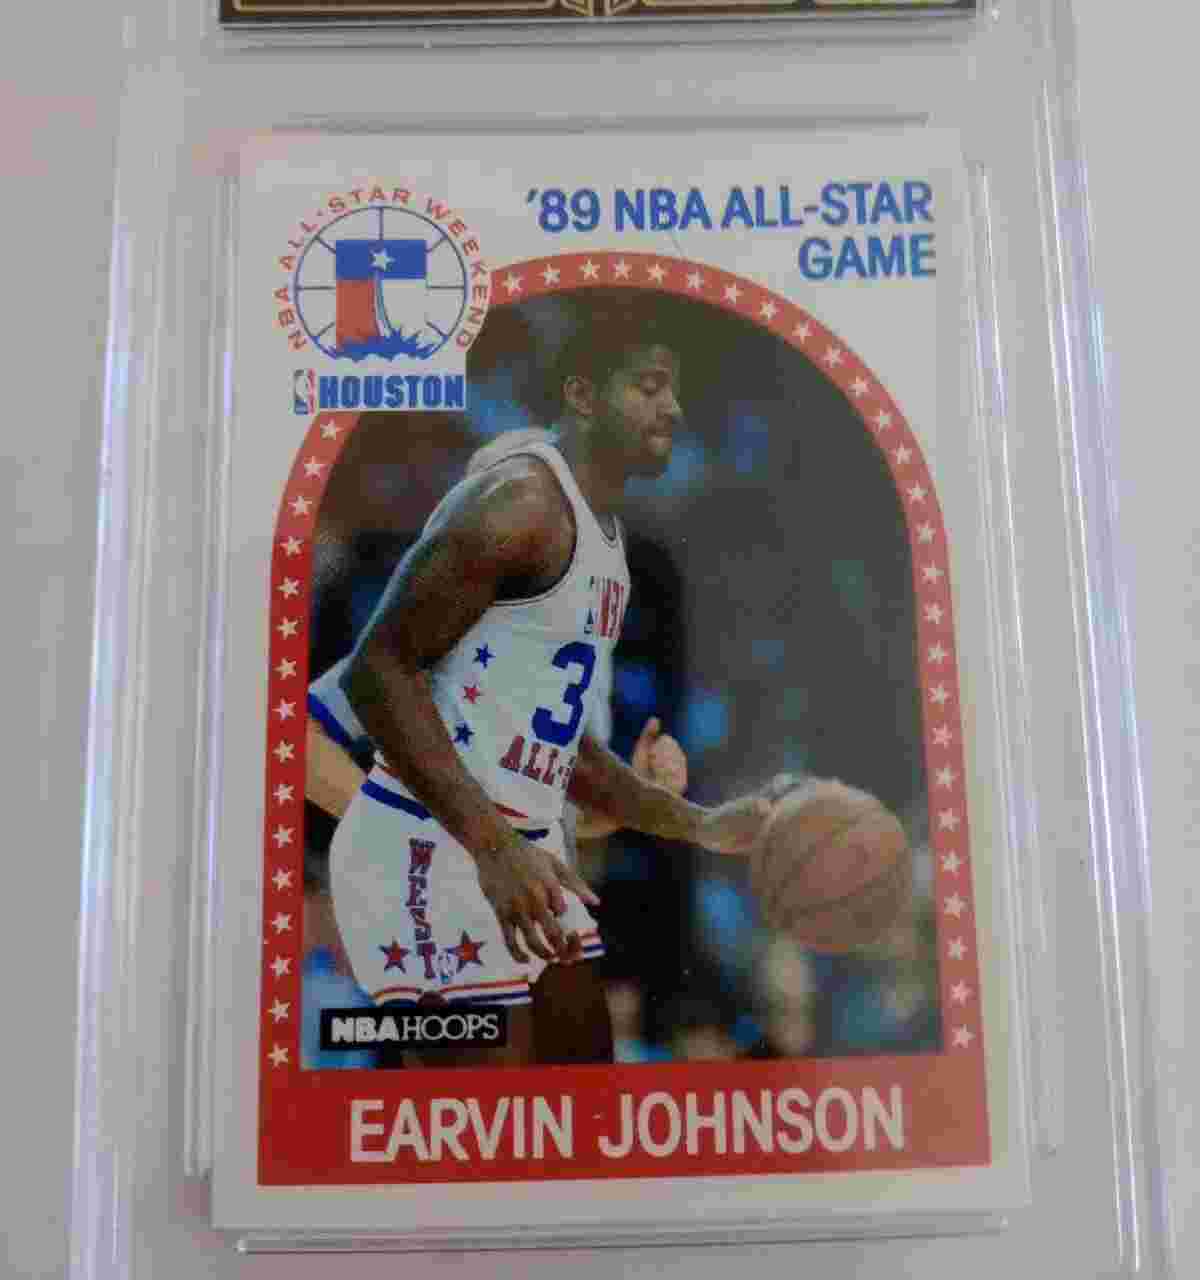 '89 NBA ALL-STAR
GAME
NBA ALL·STAR WEEKEND
HOUSTON
3
ALL-
WEST
NBA HOOPS
EARVIN JOHNSON